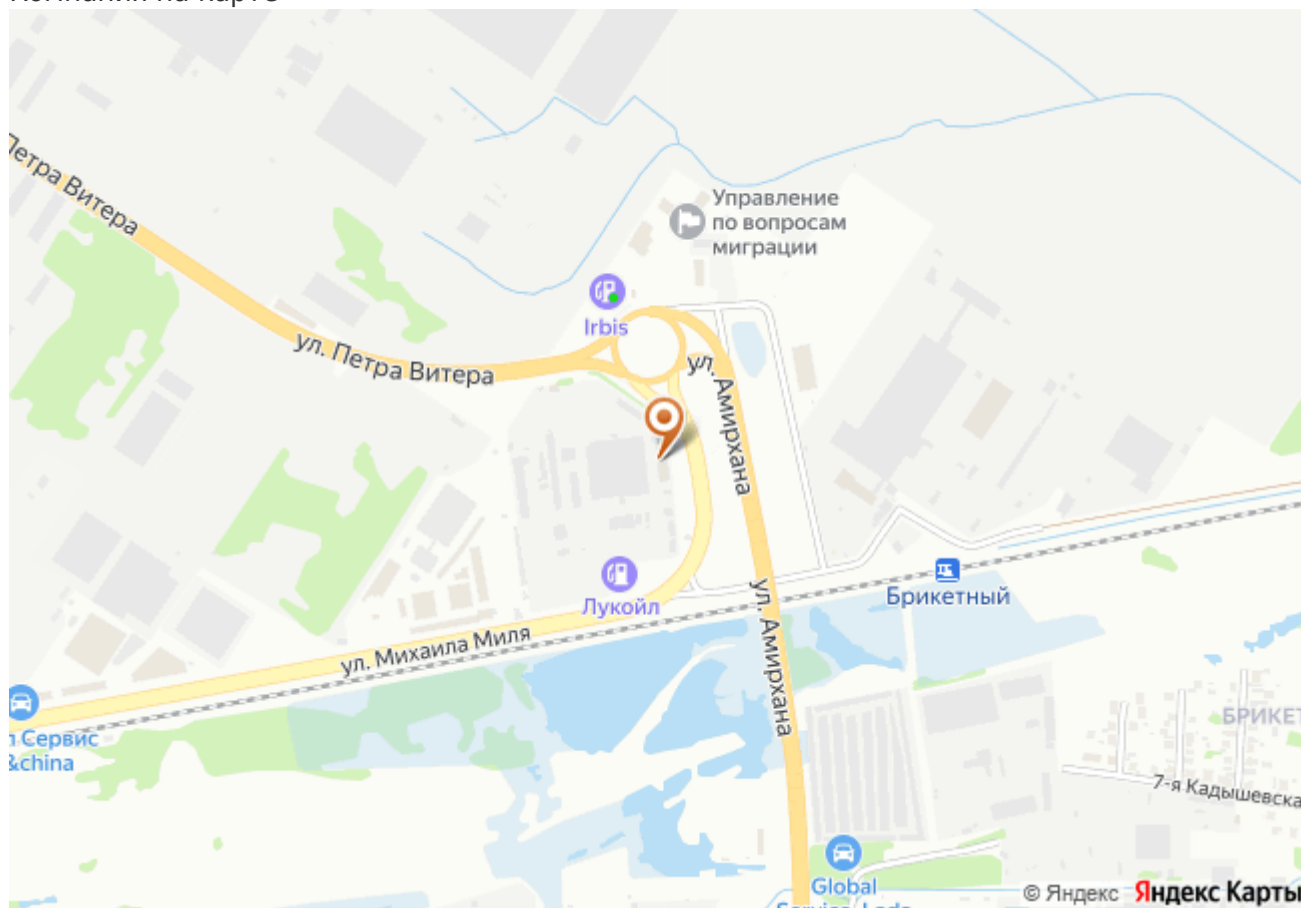 Петра Витера
Управление
по вопросам
миграции
Irbis
ул. Петра Витера
ул. Амирхана
Лукойл
Брикетный
ул. Амирхана
ул. Михаила Миля
БРИКЕТ
Сервис
&china
7-я Кадышевска
Global
© Яндекс Яндекс Карты